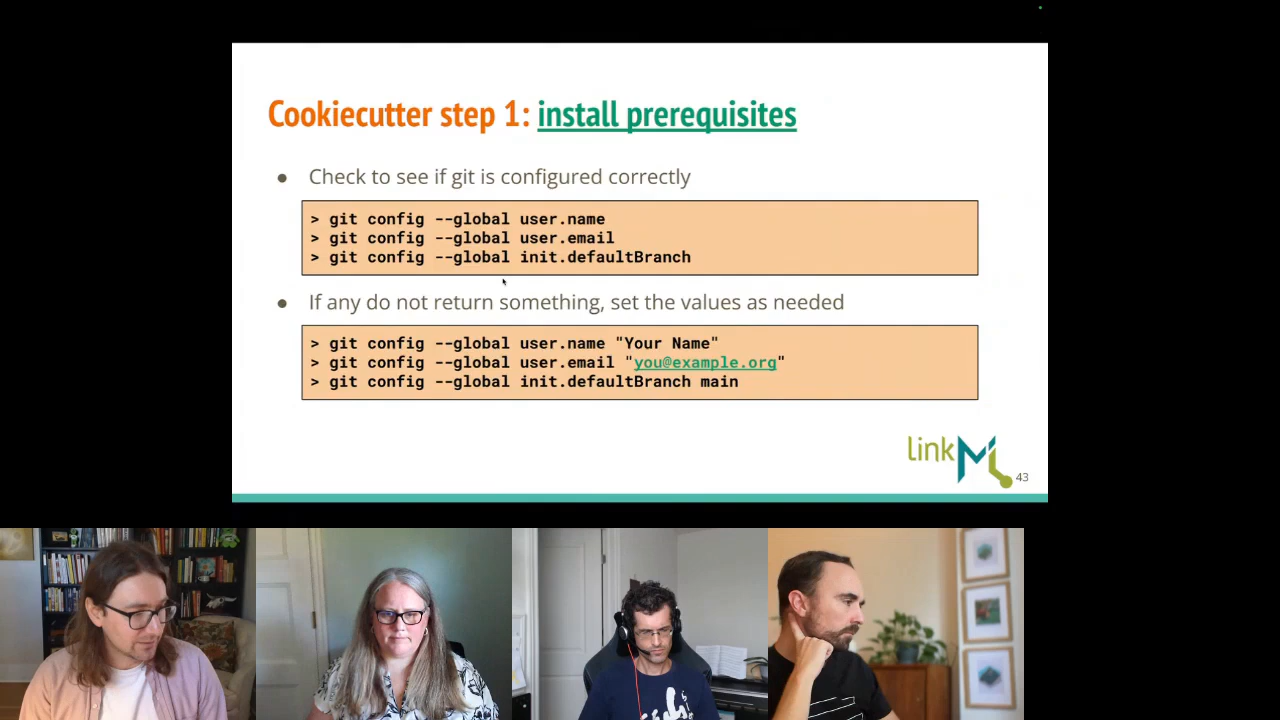 Cookiecutter step 1: install prerequisites
● Check to see if git is configured correctly
> git config --global user.name
> git config --global user.email
> git config --global init.defaultBranch
● If any do not return something, set the values as needed
> git config --global user.name "Your Name"
> git config --global user.email "you@example.org"
> git config --global init.defaultBranch main
linkML
43